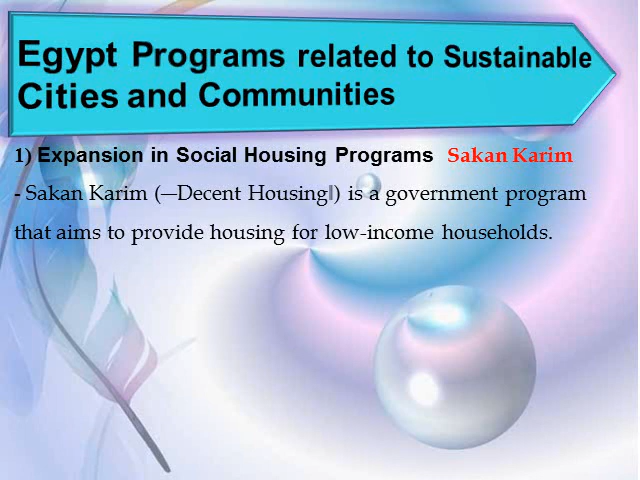 Egypt Programs related to Sustainable
Cities and Communities
1) Expansion in Social Housing Programs Sakan Karim
- Sakan Karim (―Decent Housing‖) is a government program
that aims to provide housing for low-income households.